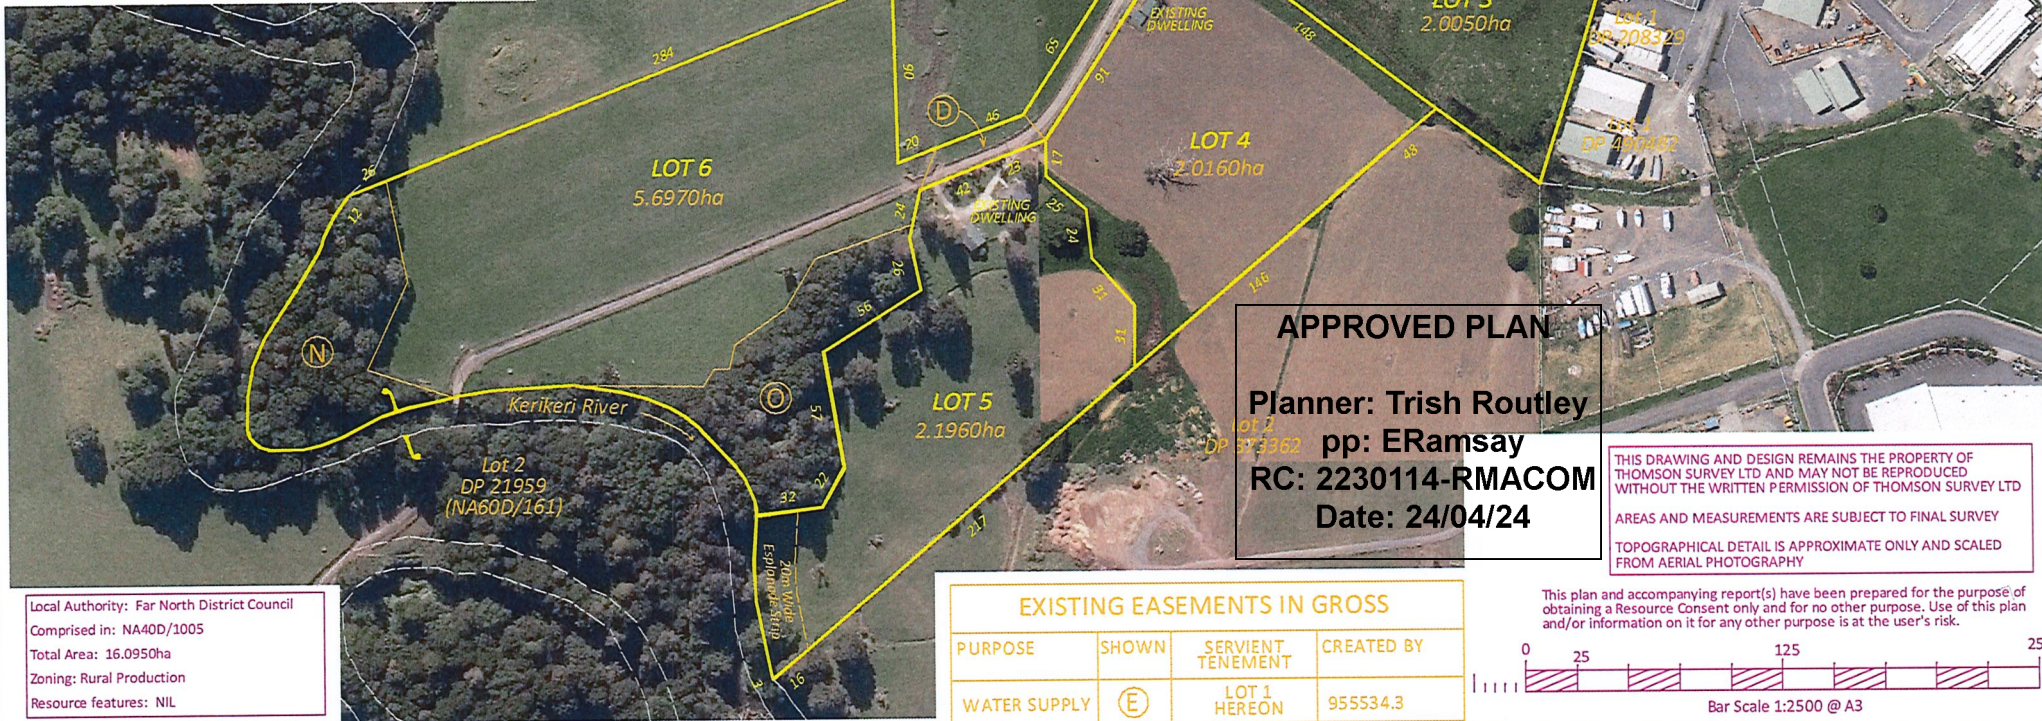 EXISTING
DWELLING
LOT 3
2.0050ha
Lot 1
DP 208329
284
90
65
91
148
D
46
20
LOT 4
2.0160ha
Lot 1
DP 490482
LOT 6
5.6970ha
26
12
17
23
42
EXISTING
DWELLING
24
25
24
48
26
31
31
146
56
N
O
Kerikeri River
57
LOT 5
2.1960ha
22
32
217
Lot 2
DP 21959
(NA60D/161)
20m Wide
Esplanade Strip
3
16
Lot 2
DP 373362
APPROVED PLAN
Planner: Trish Routley
pp: ERamsay
RC: 2230114-RMACOM
Date: 24/04/24
THIS DRAWING AND DESIGN REMAINS THE PROPERTY OF
THOMSON SURVEY LTD AND MAY NOT BE REPRODUCED
WITHOUT THE WRITTEN PERMISSION OF THOMSON SURVEY LTD
AREAS AND MEASUREMENTS ARE SUBJECT TO FINAL SURVEY
TOPOGRAPHICAL DETAIL IS APPROXIMATE ONLY AND SCALED
FROM AERIAL PHOTOGRAPHY
Local Authority: Far North District Council
Comprised in: NA40D/1005
Total Area: 16.0950ha
Zoning: Rural Production
Resource features: NIL
EXISTING EASEMENTS IN GROSS
PURPOSE SHOWN SERVIENT TENEMENT CREATED BY
WATER SUPPLY E LOT 1 HEREON 955534.3
This plan and accompanying report(s) have been prepared for the purpose of
obtaining a Resource Consent only and for no other purpose. Use of this plan
and/or information on it for any other purpose is at the user's risk.
0 25 125 25
Bar Scale 1:2500 @ A3